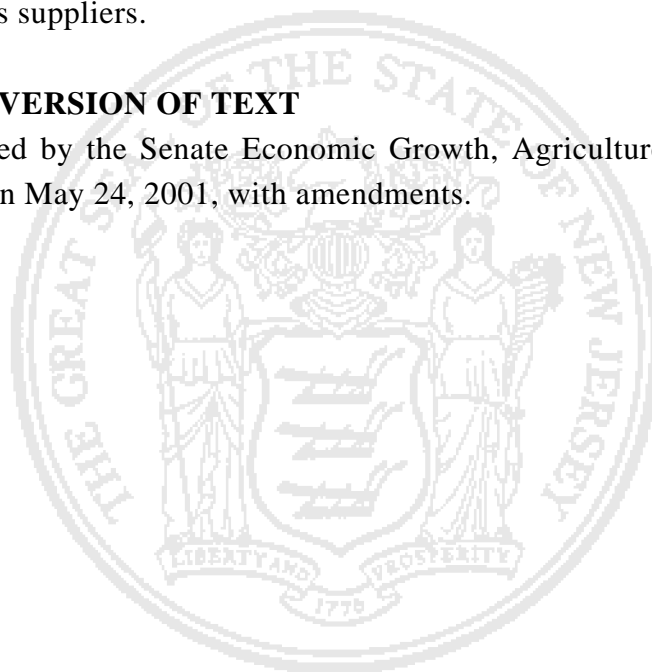 s suppliers.
VERSION OF TEXT
ed by the Senate Economic Growth, Agriculture
n May 24, 2001, with amendments.
THE GREAT SEAL OF THE STATE OF NEW JERSEY
LIBERTY AND PROSPERITY
1776